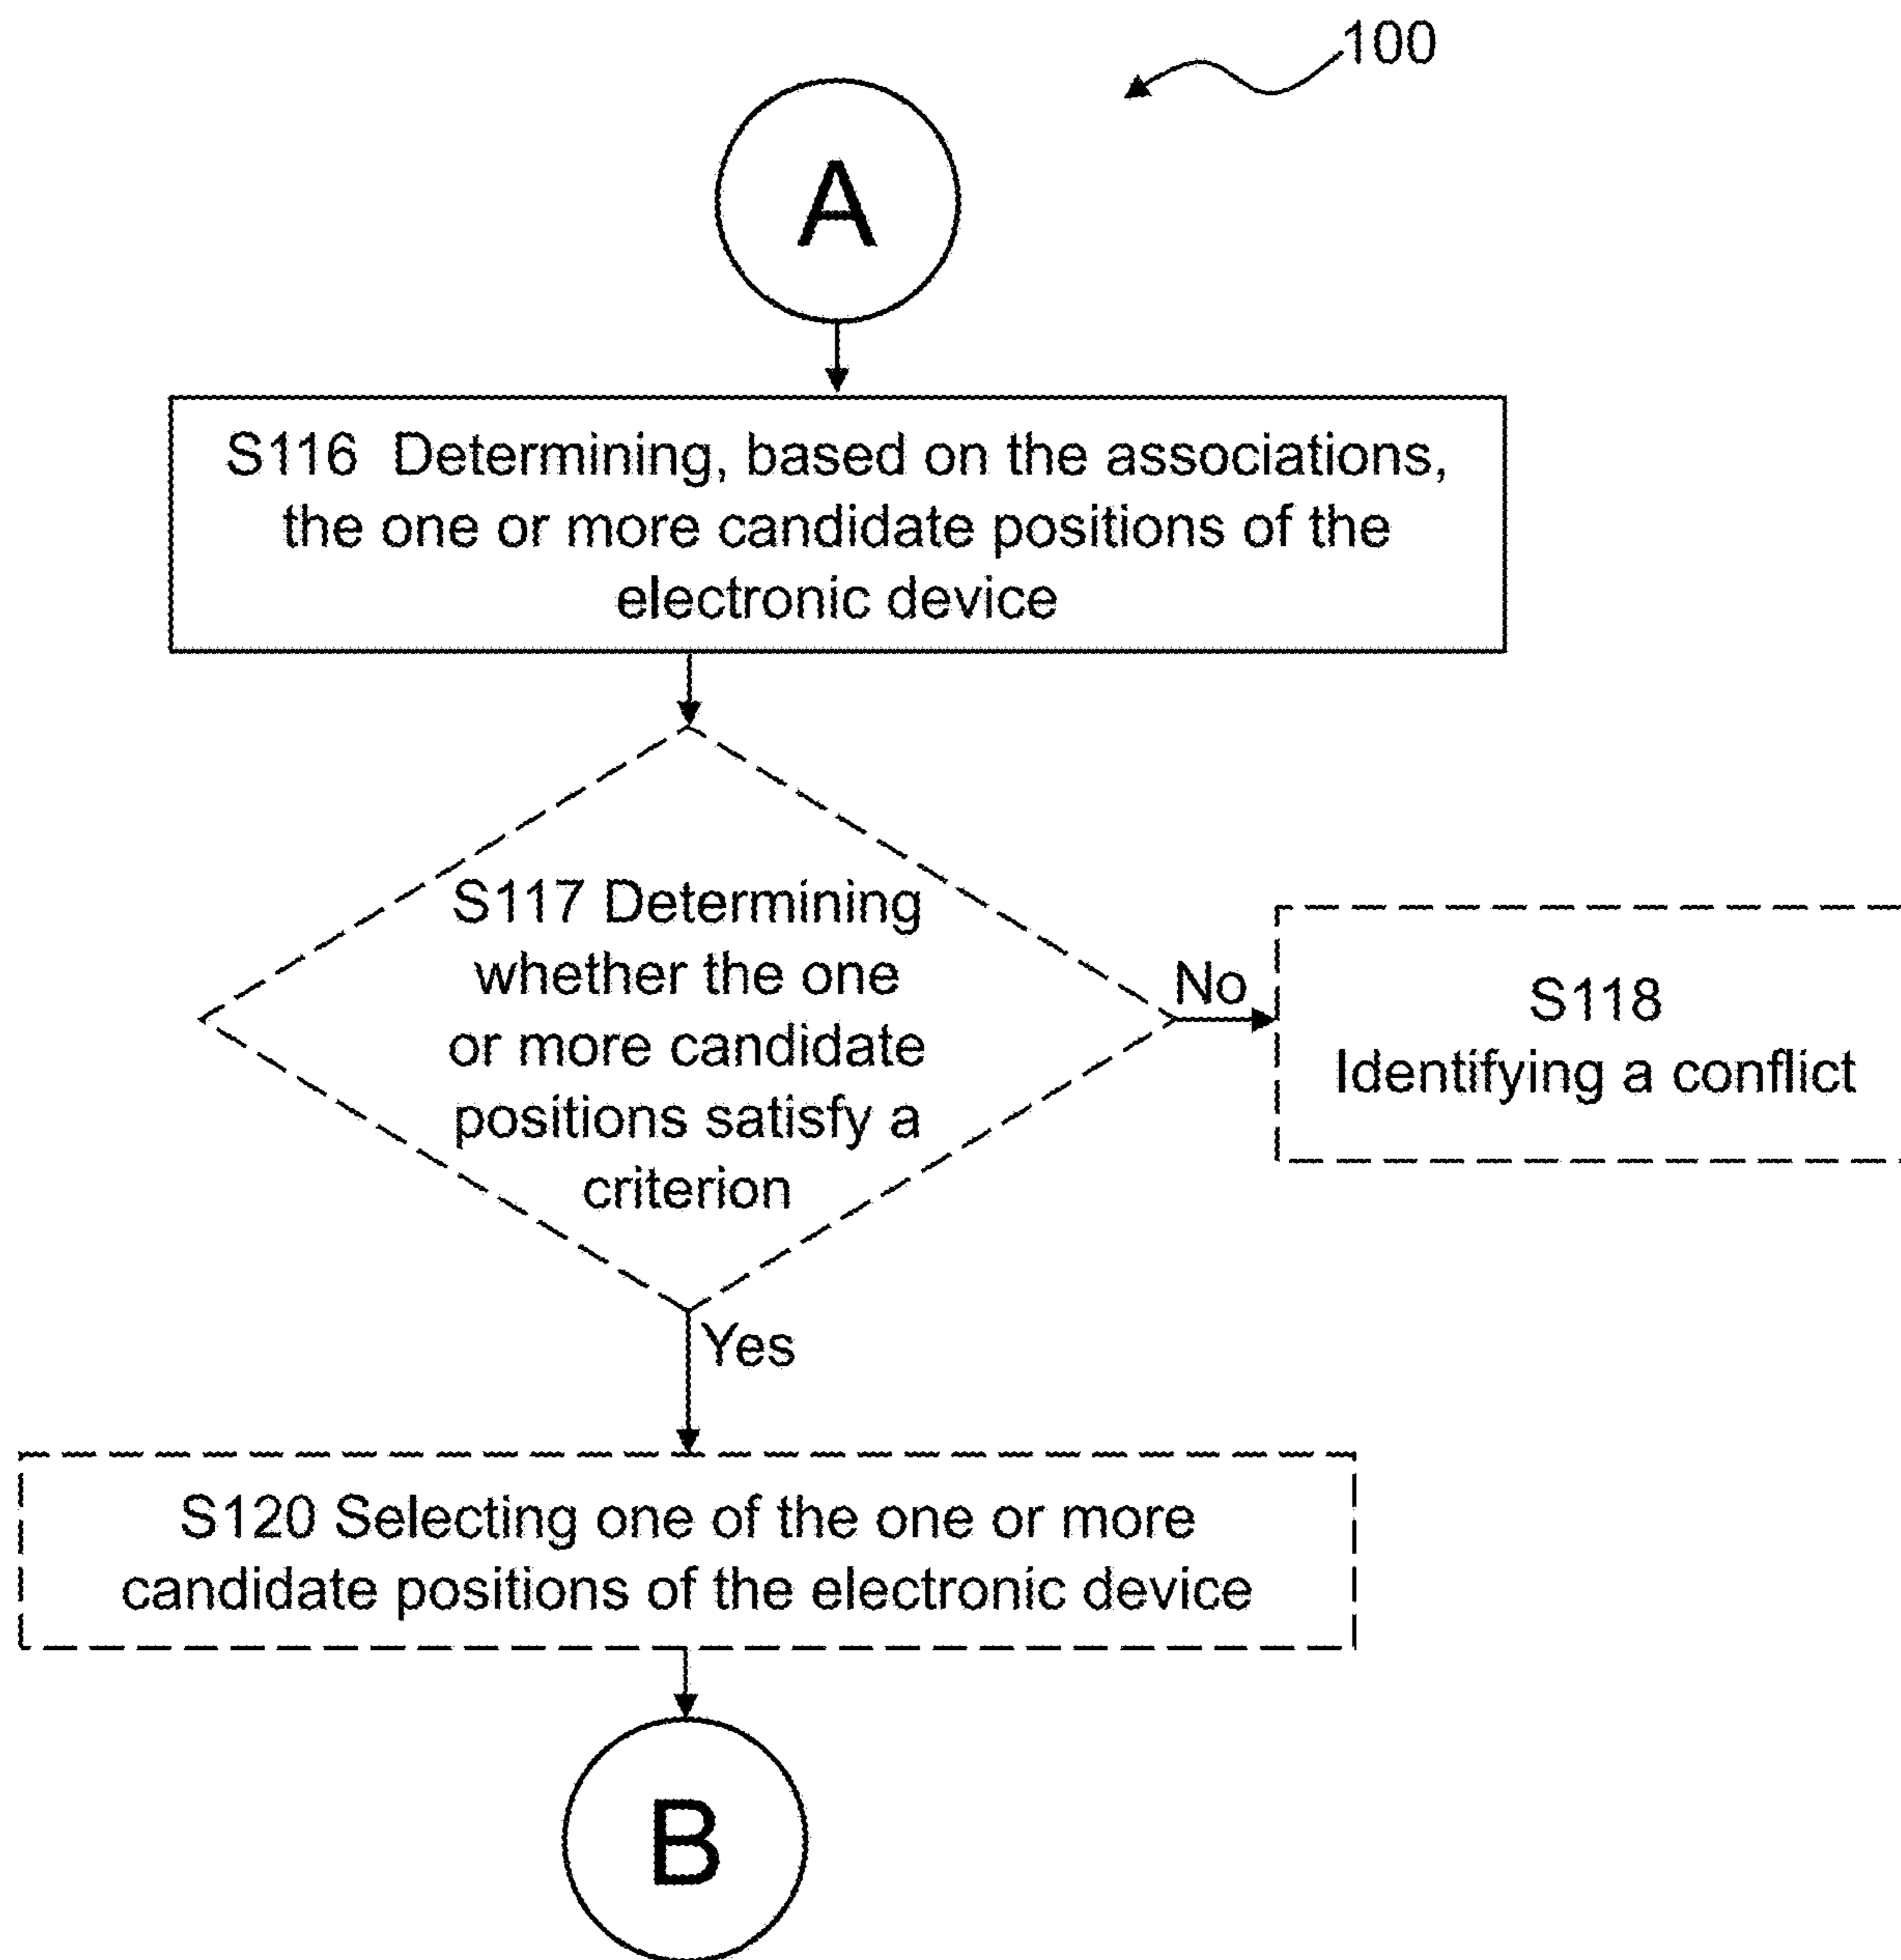 100
A
S116 Determining, based on the associations,
the one or more candidate positions of the
electronic device
S117 Determining
whether the one
or more candidate
positions satisfy a
criterion
No
S118
Identifying a conflict
Yes
S120 Selecting one of the one or more
candidate positions of the electronic device
B